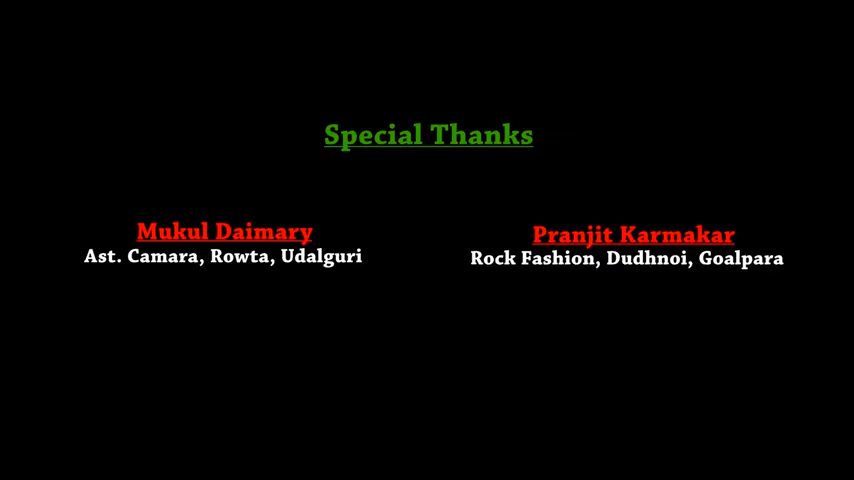 Special Thanks
Mukul Daimary
Ast. Camara, Rowta, Udalguri
Pranjit Karmakar
Rock Fashion, Dudhnoi, Goalpara